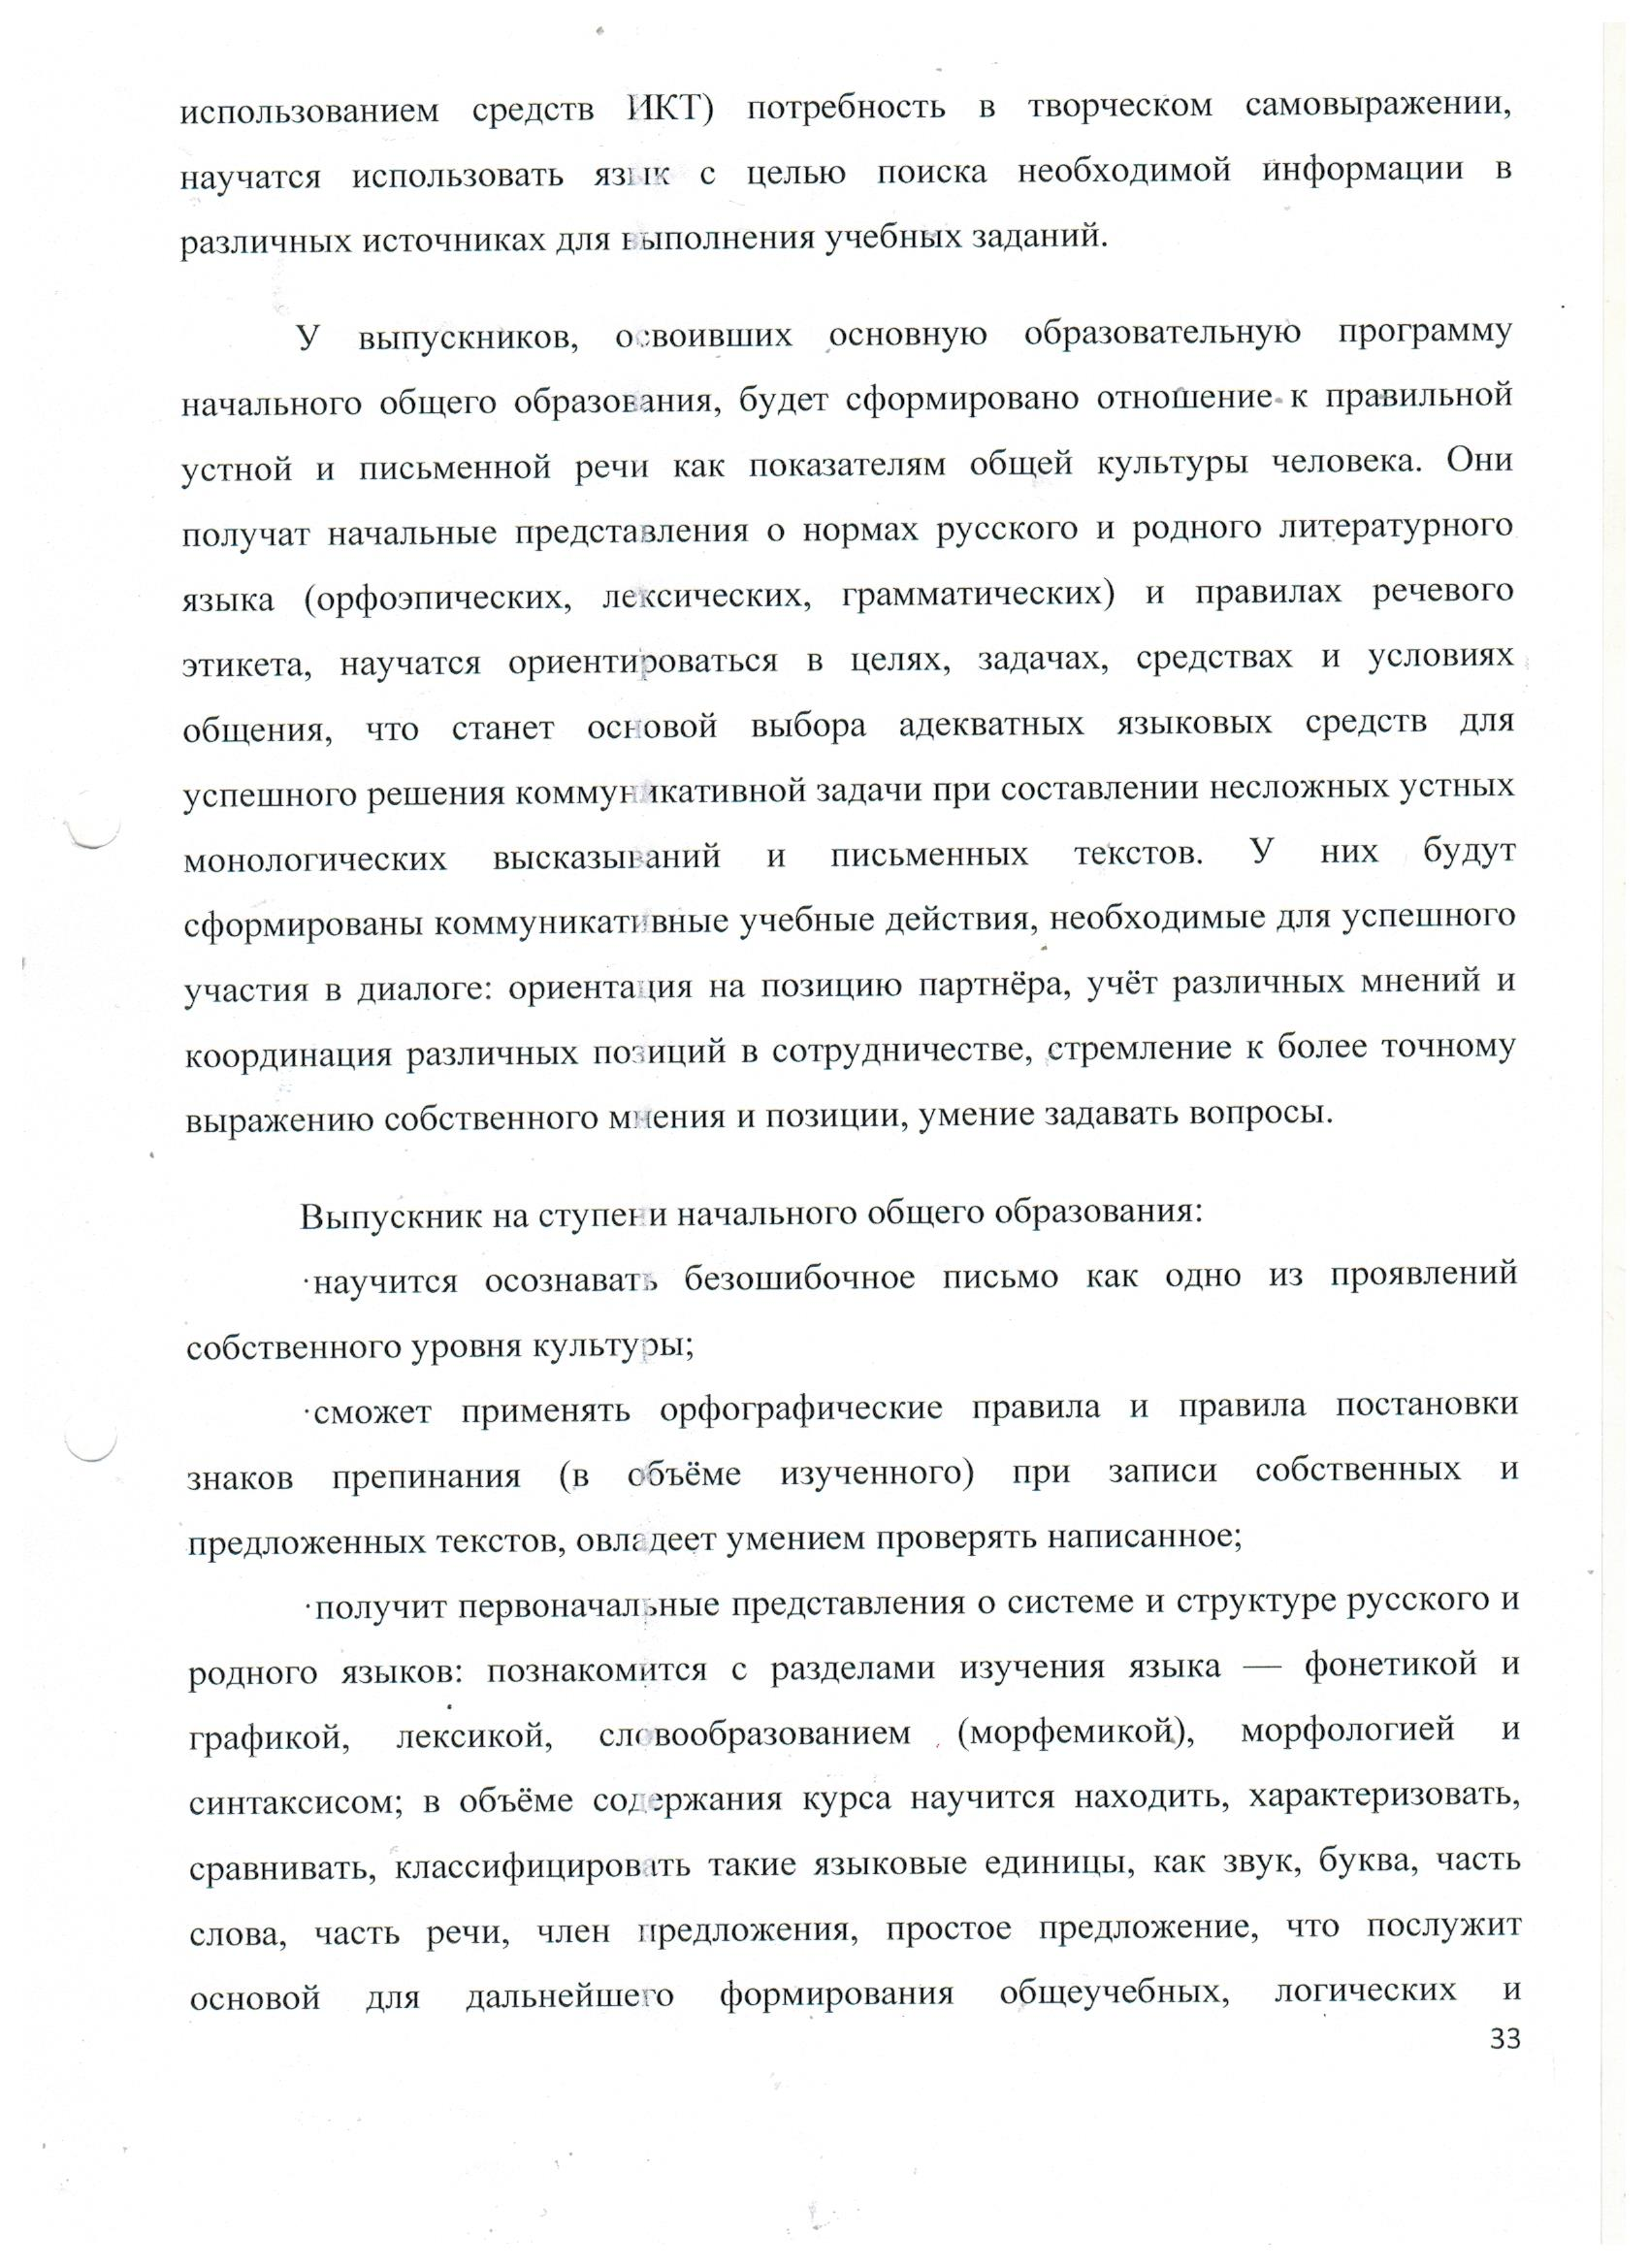 использованием средств ИКТ) потребность в творческом самовыражении,
научатся использовать язык с целью поиска необходимой информации в
различных источниках для выполнения учебных заданий.
У выпускников, освоивших основную образовательную программу
начального общего образования, будет сформировано отношение к правильной
устной и письменной речи как показателям общей культуры человека. Они
получат начальные представления о нормах русского и родного литературного
языка (орфоэпических, лексических, грамматических) и правилах речевого
этикета, научатся ориентироваться в целях, задачах, средствах и условиях
общения, что станет основой выбора адекватных языковых средств для
успешного решения коммуникативной задачи при составлении несложных устных
монологических высказываний и письменных текстов. У них будут
сформированы коммуникативные учебные действия, необходимые для успешного
участия в диалоге: ориентация на позицию партнёра, учёт различных мнений и
координация различных позиций в сотрудничестве, стремление к более точному
выражению собственного мнения и позиции, умение задавать вопросы.
Выпускник на ступени начального общего образования:
·научится осознавать безошибочное письмо как одно из проявлений
собственного уровня культуры;
·сможет применять орфографические правила и правила постановки
знаков препинания (в объёме изученного) при записи собственных и
предложенных текстов, овладеет умением проверять написанное;
·получит первоначальные представления о системе и структуре русского и
родного языков: познакомится с разделами изучения языка — фонетикой и
графикой, лексикой, словообразованием (морфемикой), морфологией и
синтаксисом; в объёме содержания курса научится находить, характеризовать,
сравнивать, классифицировать такие языковые единицы, как звук, буква, часть
слова, часть речи, член предложения, простое предложение, что послужит
основой для дальнейшего формирования общеучебных, логических и
33